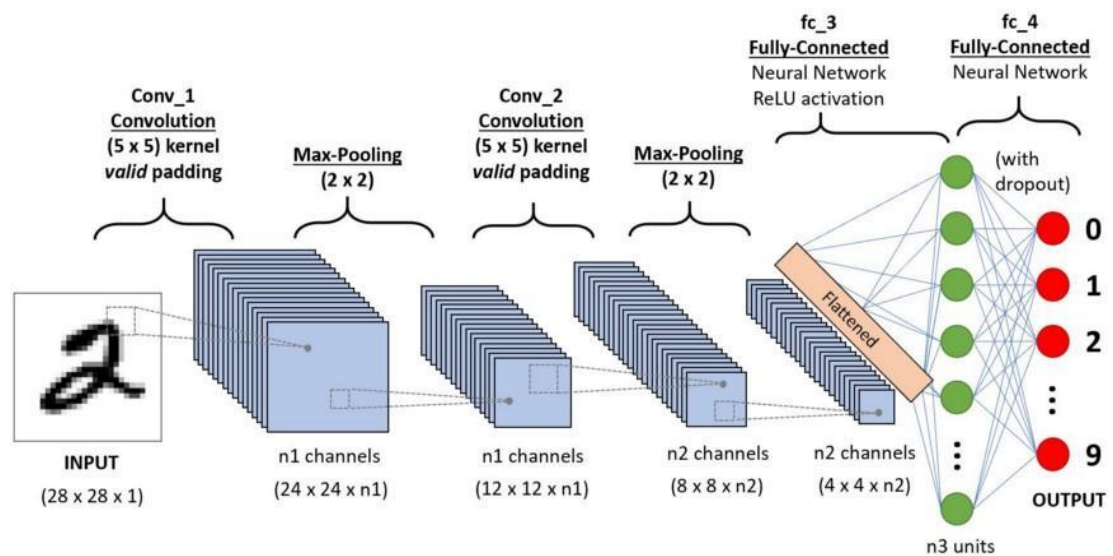 fc_3
Fully-Connected
Neural Network
ReLU activation
fc_4
Fully-Connected
Neural Network
Conv_1
Convolution
(5 x 5) kernel
valid padding
Max-Pooling
(2 x 2)
Conv_2
Convolution
(5 x 5) kernel
valid padding
Max-Pooling
(2 x 2)
(with
dropout)
Flattened
0
1
2
9
INPUT
(28 x 28 x 1)
n1 channels
(24 x 24 x n1)
n1 channels
(12 x 12 x n1)
n2 channels
(8 x 8 x n2)
n2 channels
(4 x 4 x n2)
OUTPUT
n3 units